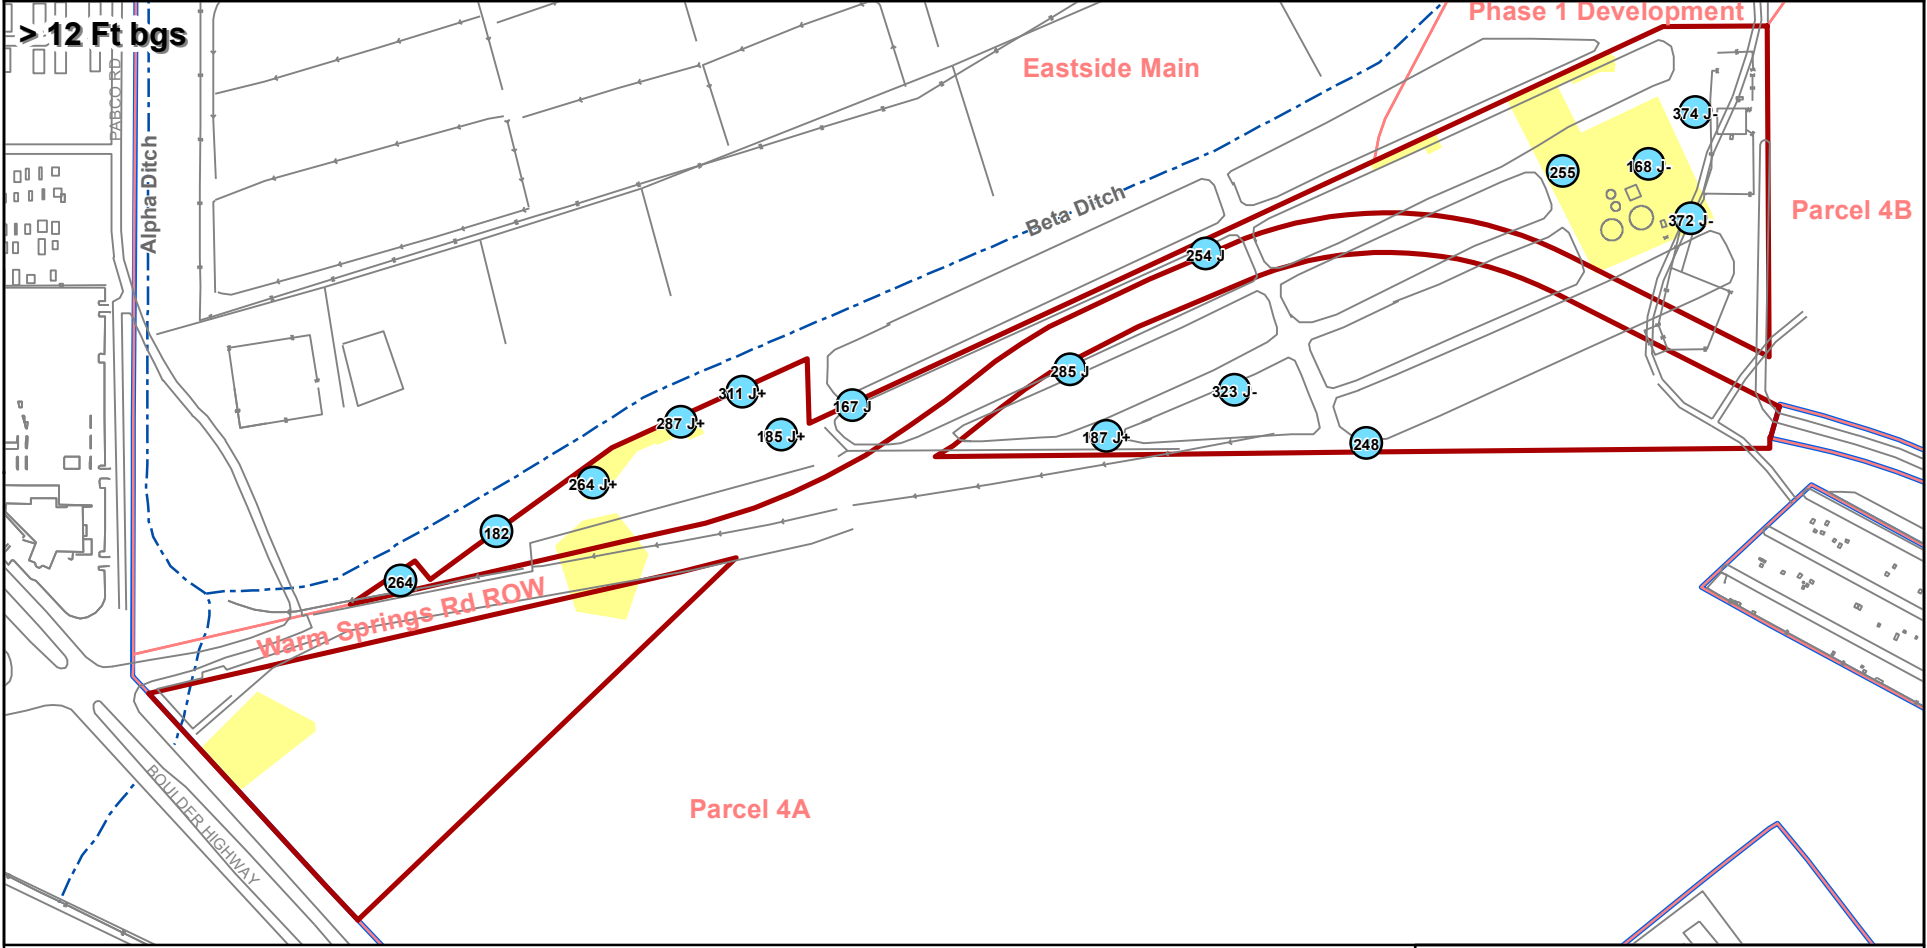 > 12 Ft bgs
Phase 1 Development
Eastside Main
PABCO RD
Alpha Ditch
Beta Ditch
Parcel 4B
374 J-
168 J-
255
372 J-
254 J
285 J
323 J-
311 J+
167 J
287 J+
185 J+
187 J+
248
264 J+
182
264
Warm Springs Rd ROW
Parcel 4A
BOULDER HIGHWAY